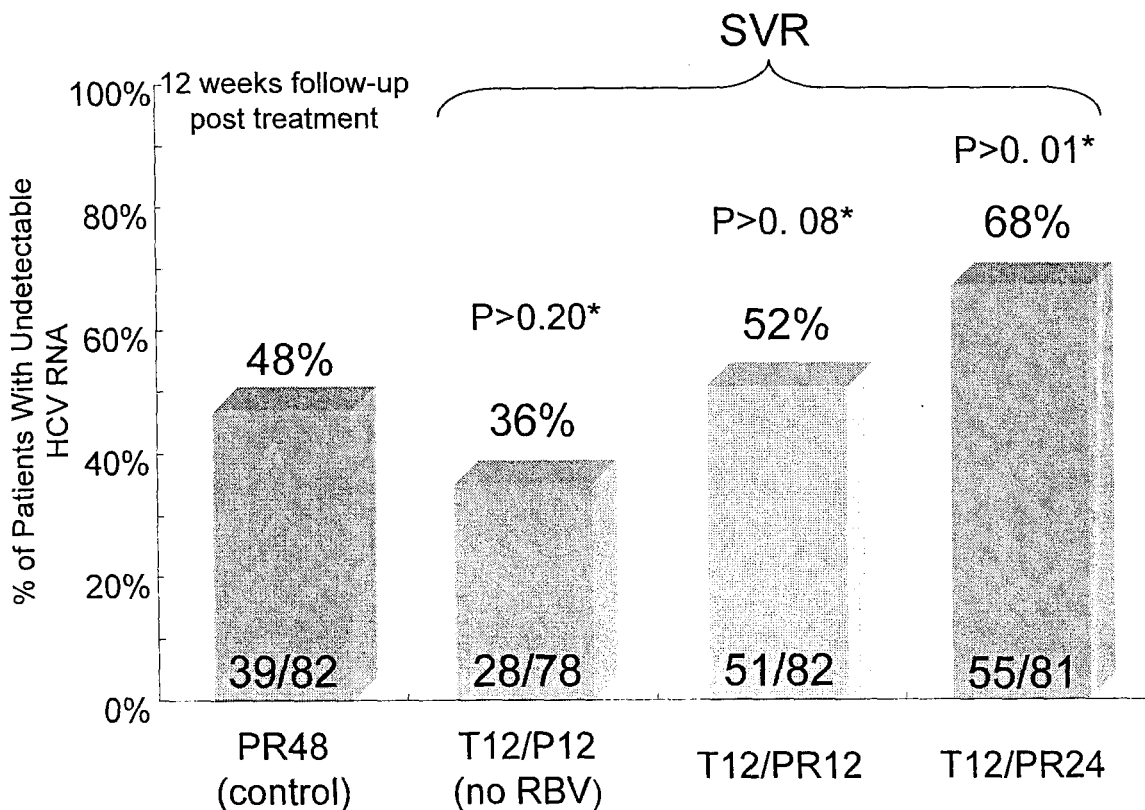 SVR
12 weeks follow-up
post treatment
% of Patients With Undetectable
HCV RNA
100%
80%
60%
40%
20%
0%
48%
39/82
PR48
(control)
P>0.20*
36%
28/78
T12/P12
(no RBV)
P>0. 08*
52%
51/82
T12/PR12
P>0. 01*
68%
55/81
T12/PR24